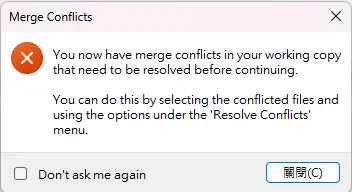 Merge Conflicts
You now have merge conflicts in your working copy
that need to be resolved before continuing.
You can do this by selecting the conflicted files and
using the options under the 'Resolve Conflicts'
menu.
Don't ask me again
關閉(C)